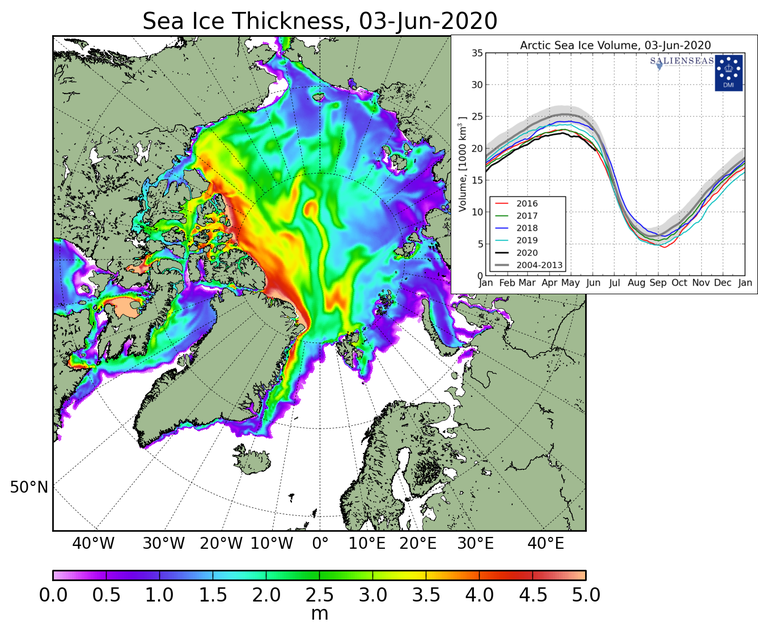 Sea Ice Thickness, 03-Jun-2020
Arctic Sea Ice Volume, 03-Jun-2020
SALIENSEAS
DMI
Volume, [1000 km³]
35
30
25
20
15
10
5
0
2016
2017
2018
2019
2020
2004-2013
Jan Feb Mar Apr May Jun Jul Aug Sep Oct Nov Dec Jan
50°N
40°W 30°W 20°W 10°W 0° 10°E 20°E 30°E 40°E
0.0 0.5 1.0 1.5 2.0 2.5 3.0 3.5 4.0 4.5 5.0
m